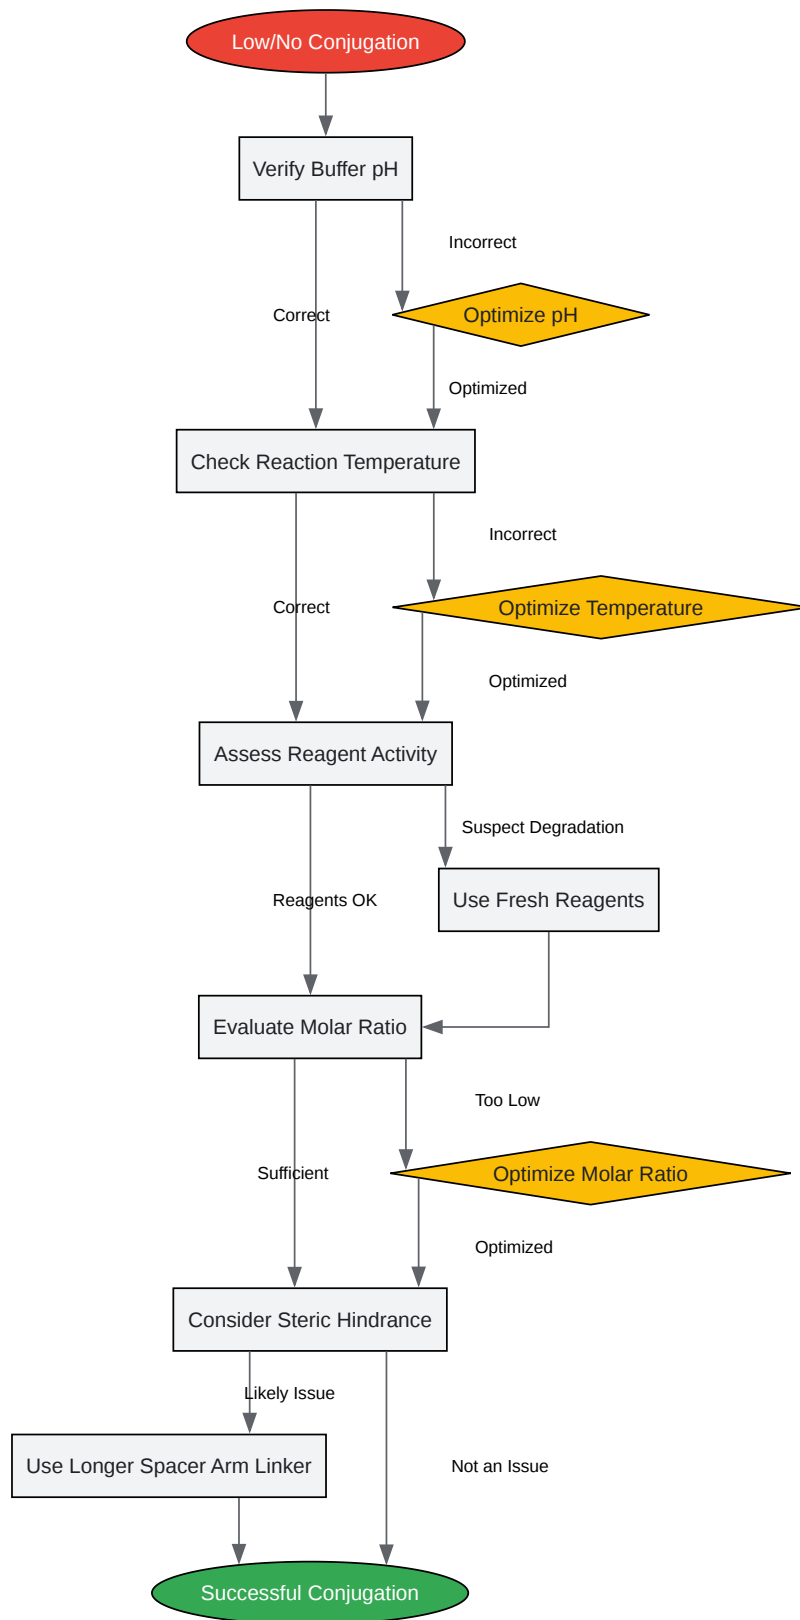 Low/No Conjugation
Verify Buffer pH
Incorrect
Correct
Optimize pH
Optimized
Check Reaction Temperature
Incorrect
Correct
Optimize Temperature
Optimized
Assess Reagent Activity
Suspect Degradation
Reagents OK
Use Fresh Reagents
Evaluate Molar Ratio
Too Low
Sufficient
Optimize Molar Ratio
Optimized
Consider Steric Hindrance
Likely Issue
Use Longer Spacer Arm Linker
Not an Issue
Successful Conjugation